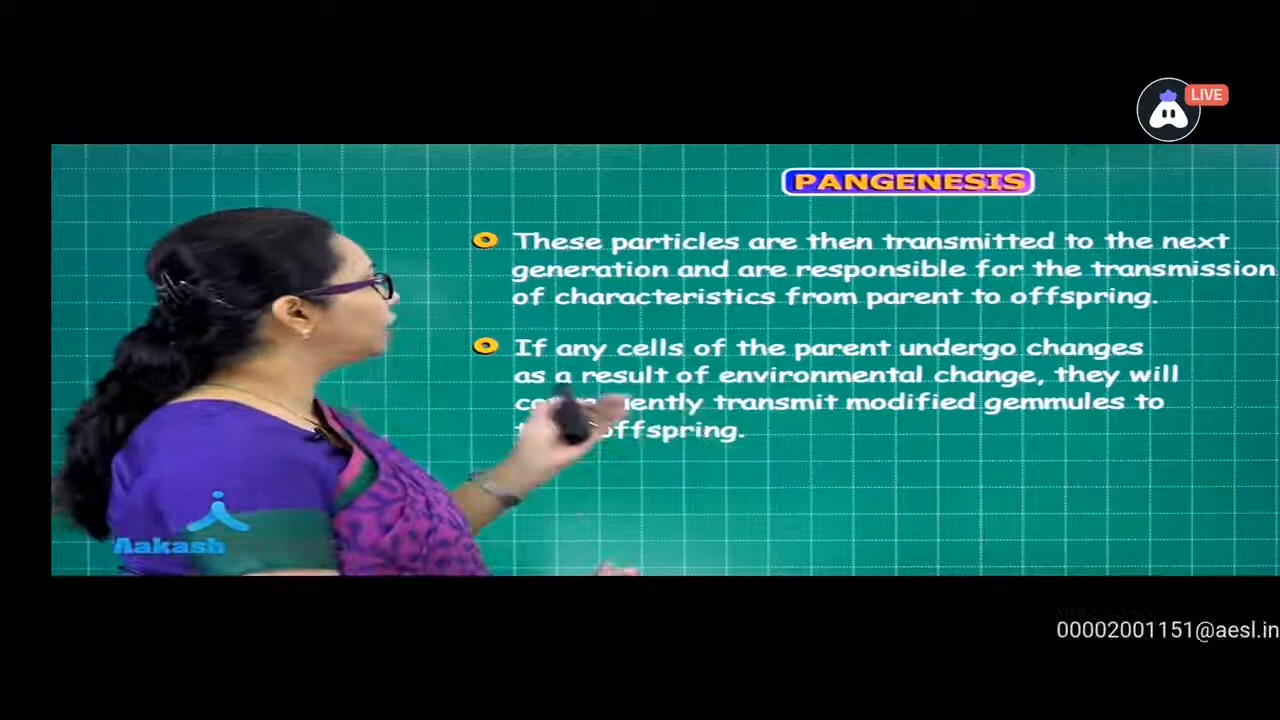 LIVE
PANGENESIS
These particles are then transmitted to the next
generation and are responsible for the transmission
of characteristics from parent to offspring.
If any cells of the parent undergo changes
as a result of environmental change, they will
transmit modified gemmules to
offspring.
Aakash
00002001151@aesl.in